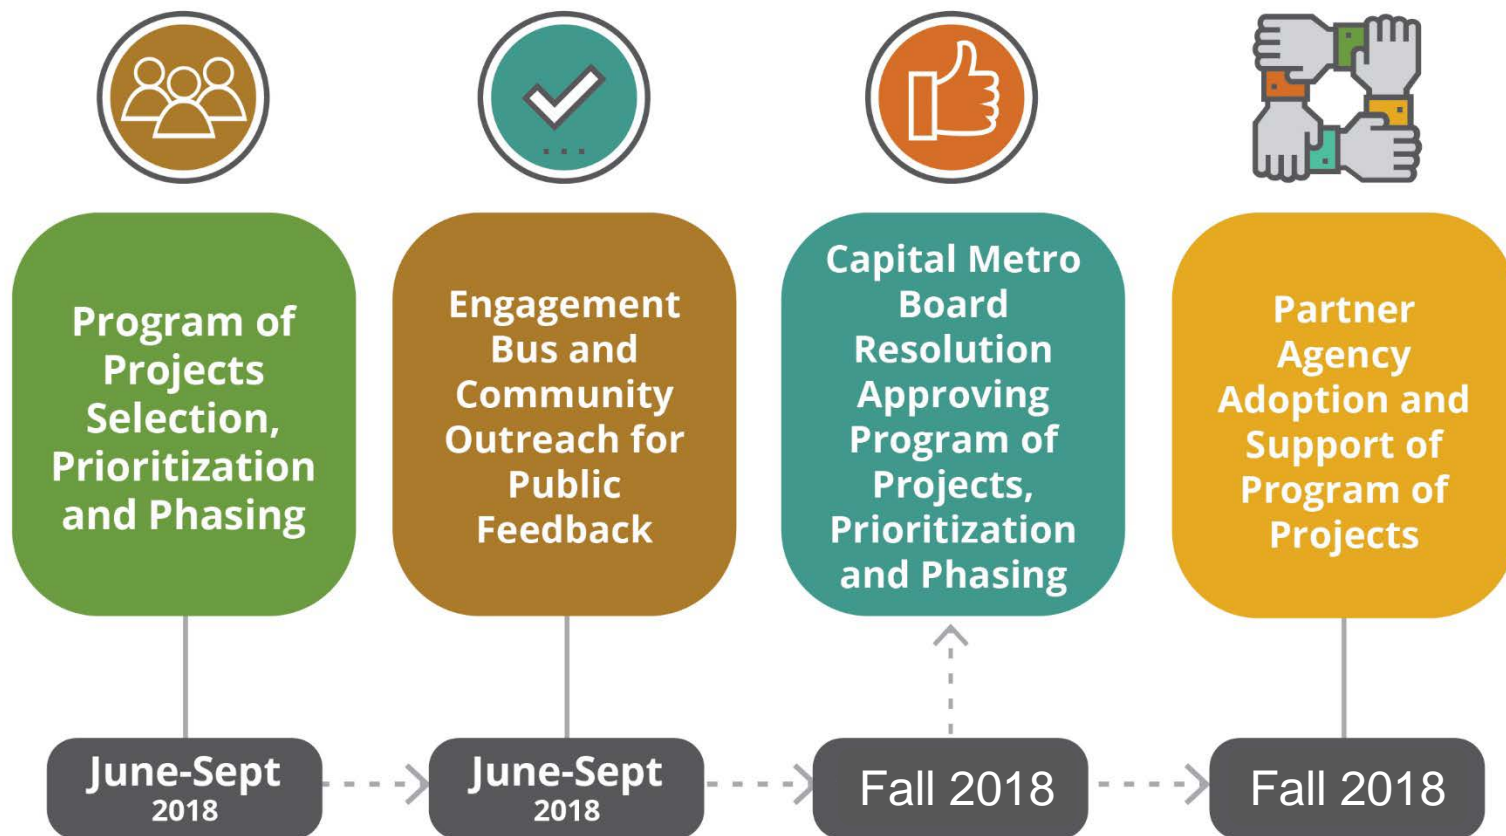 Program of
Projects
Selection,
Prioritization
and Phasing
Engagement
Bus and
Community
Outreach for
Public
Feedback
Capital Metro
Board
Resolution
Approving
Program of
Projects,
Prioritization
and Phasing
Partner
Agency
Adoption and
Support of
Program of
Projects
June-Sept
2018
June-Sept
2018
Fall 2018
Fall 2018